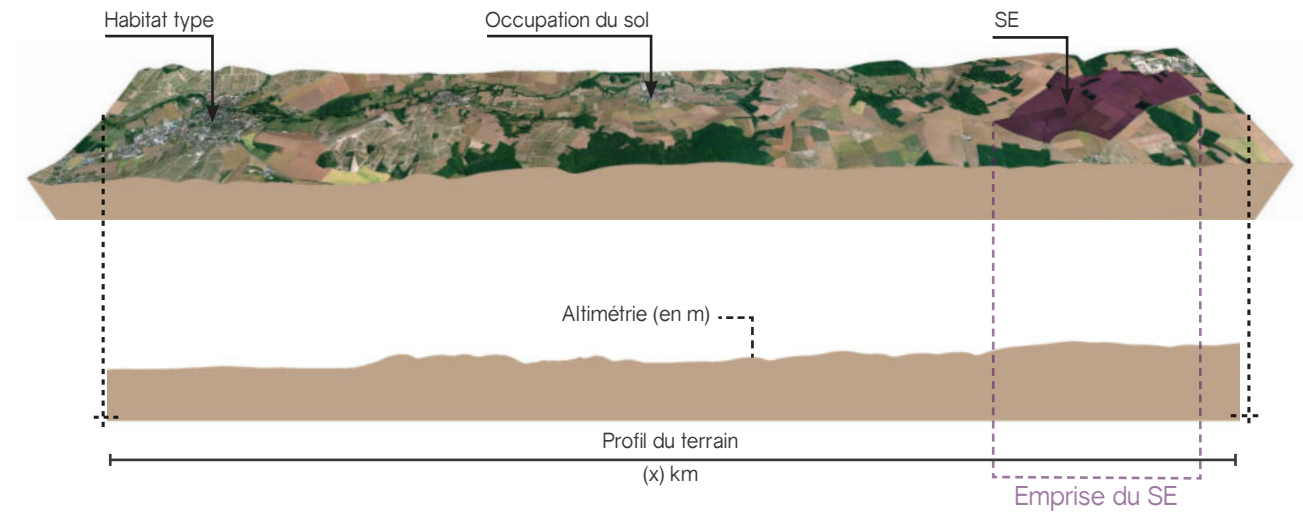 Habitat type
Occupation du sol
SE
Altimétrie (en m)
Profil du terrain
(x) km
Emprise du SE